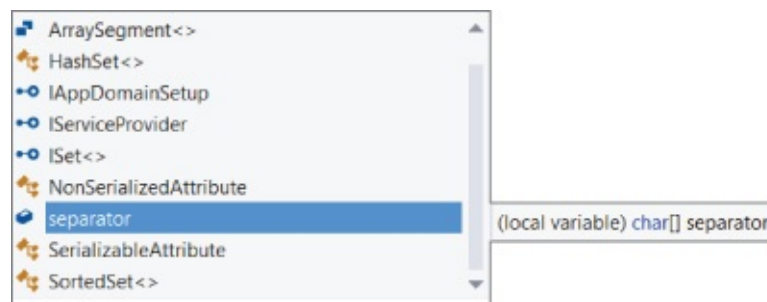 ArraySegment<>
HashSet<>
IAppDomainSetup
IServiceProvider
ISet<>
NonSerializedAttribute
separator
(local variable) char[] separator
SerializableAttribute
SortedSet<>